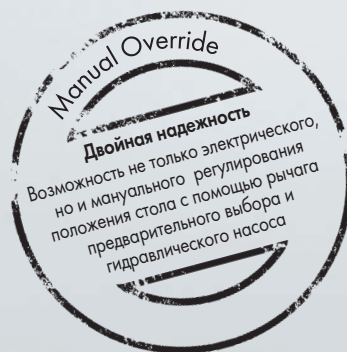 Manual Override
Двойная надежность
Возможность не только электрического,
но и мануального регулирования
положения стола с помощью рычага
предварительного выбора и
гидравлического насоса